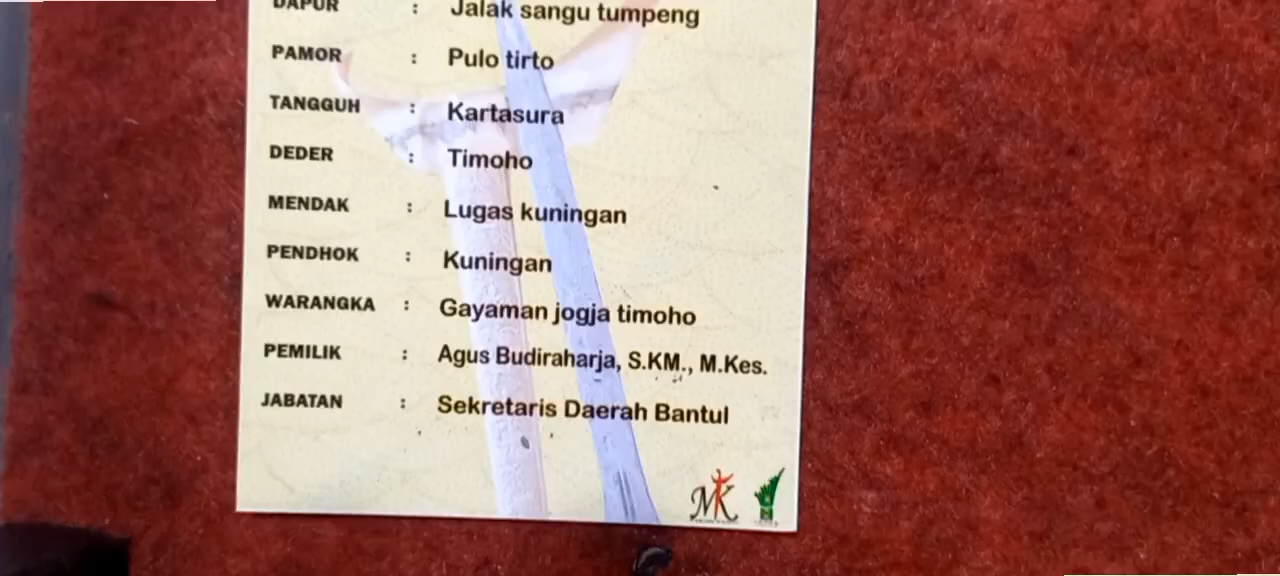 DAPUR : Jalak sangu tumpeng
PAMOR : Pulo tirto
TANGGUH : Kartasura
DEDER : Timoho
MENDAK : Lugas kuningan
PENDHOK : Kuningan
WARANGKA : Gayaman jogja timoho
PEMILIK : Agus Budiraharja, S.KM., M.Kes.
JABATAN : Sekretaris Daerah Bantul
MK